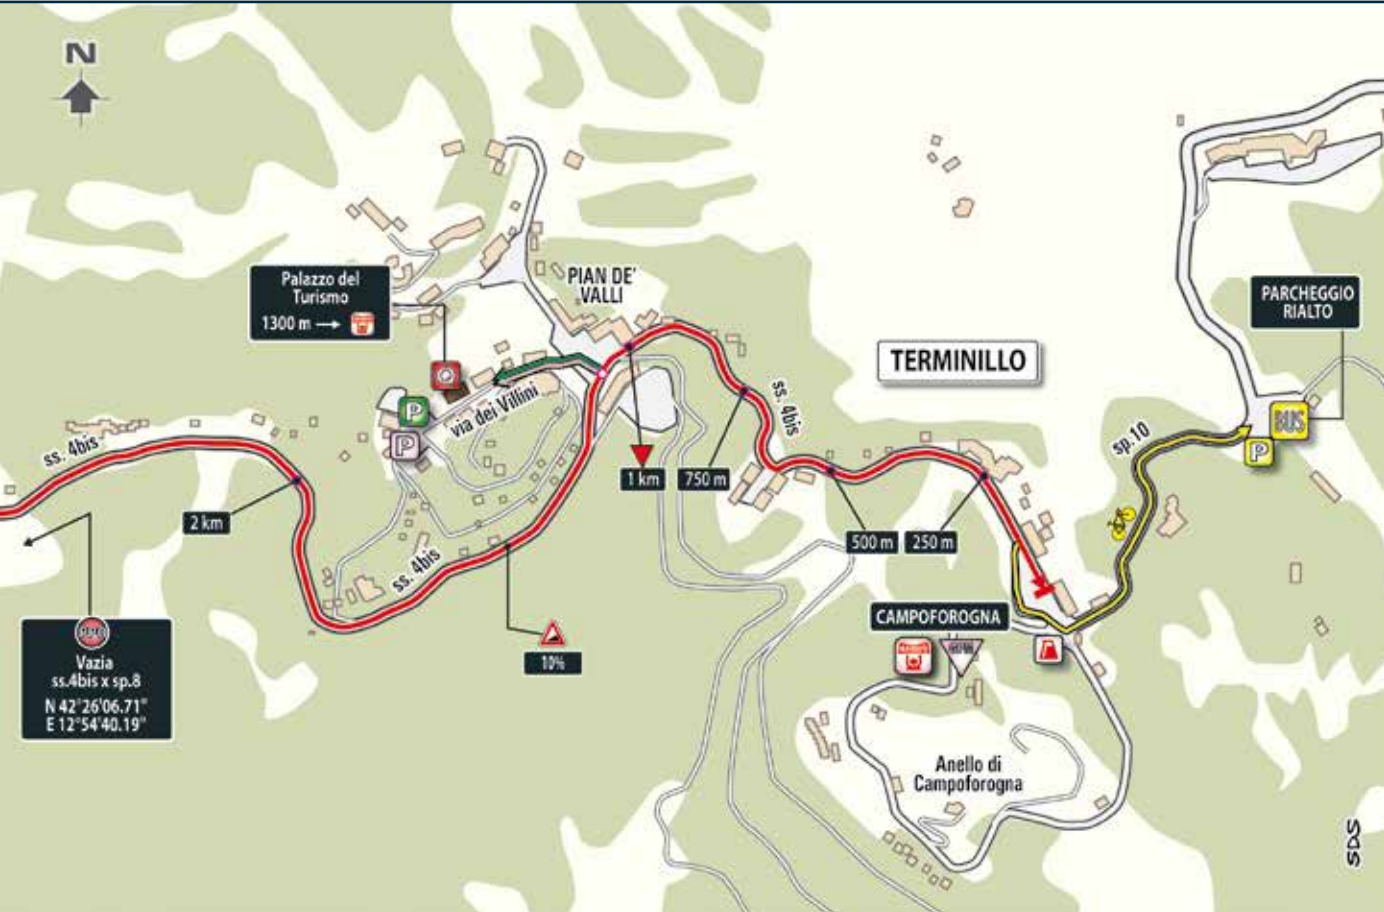 N
Palazzo del
Turismo
1300 m
PIAN DE'
VALLI
PARCHEGGIO
RIALTO
TERMINILLO
P
P
via dei Villini
ss. 4bis
ss. 4bis
sp.10
BUS
P
1 km
750 m
2 km
500 m
250 m
ss. 4bis
CAMPOFOROGNA
10%
Vazia
ss.4bis x sp.8
N 42°26'06.71"
E 12°54'40.19"
Anello di
Campoforogna
SDS